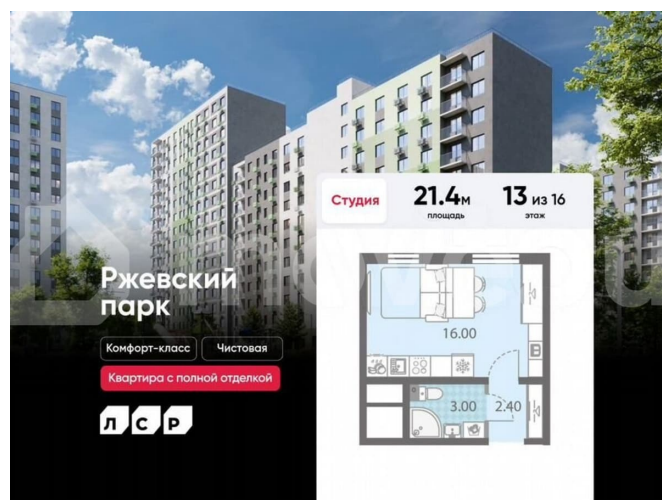 Студия
21.4м
площадь
13 из 16
этаж
16.00
3.00
2.40
Ржевский
парк
Комфорт-класс
Чистовая
Квартира с полной отделкой
ЛСР